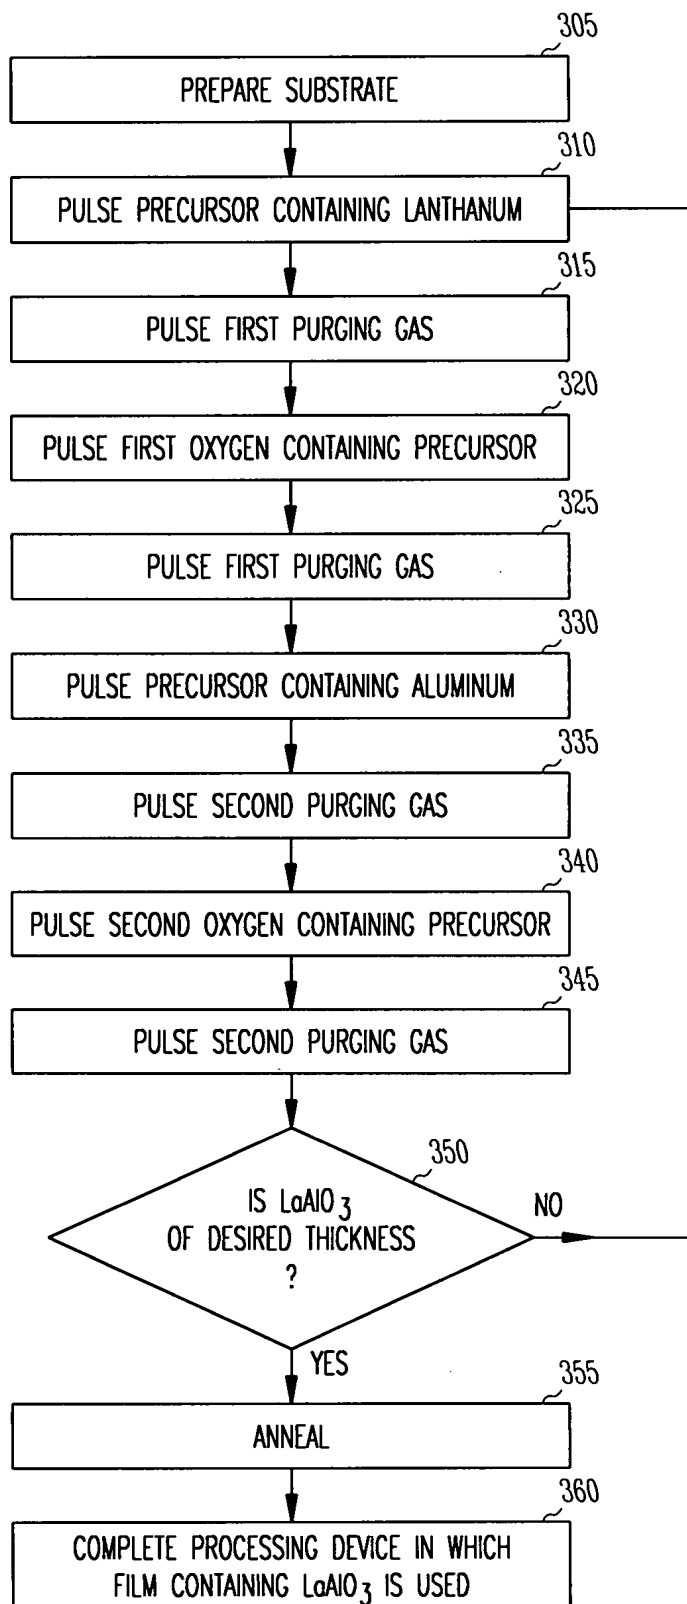 305
PREPARE SUBSTRATE
310
PULSE PRECURSOR CONTAINING LANTHANUM
315
PULSE FIRST PURGING GAS
320
PULSE FIRST OXYGEN CONTAINING PRECURSOR
325
PULSE FIRST PURGING GAS
330
PULSE PRECURSOR CONTAINING ALUMINUM
335
PULSE SECOND PURGING GAS
340
PULSE SECOND OXYGEN CONTAINING PRECURSOR
345
PULSE SECOND PURGING GAS
350
IS LaAlO3
OF DESIRED THICKNESS
?
NO
YES
355
ANNEAL
360
COMPLETE PROCESSING DEVICE IN WHICH
FILM CONTAINING LaAlO3 IS USED